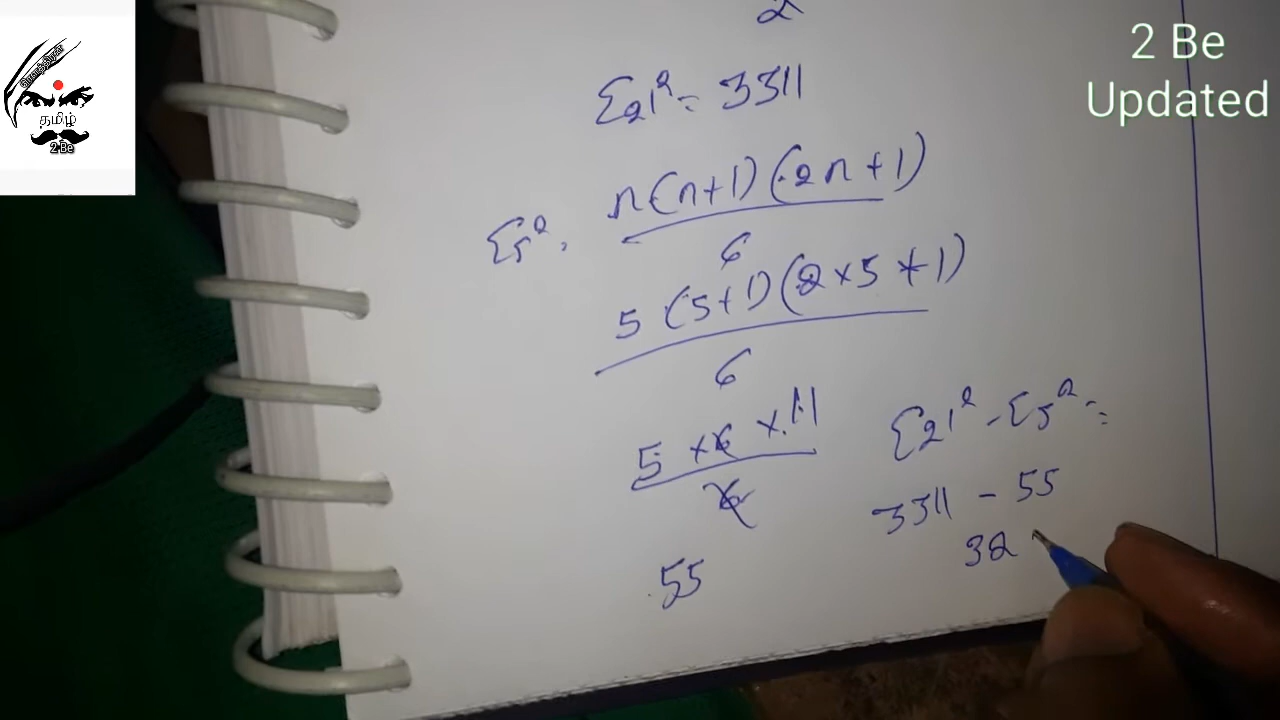 தமிழ்
2 Be
2 Be
Updated
2
Σ21² = 3311
Σ5² = n(n+1)(2n+1)
6
5(5+1)(2×5+1)
6
5 × 6 × 11
6
55
Σ21² - Σ5² =
3311 - 55
32